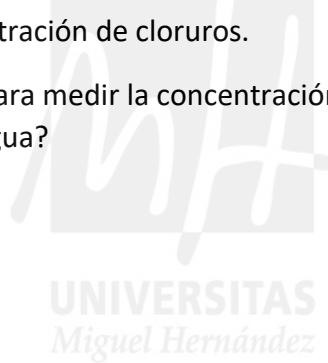 tración de cloruros.
ara medir la concentración
gua?
UNIVERSITAS
Miguel Hernández